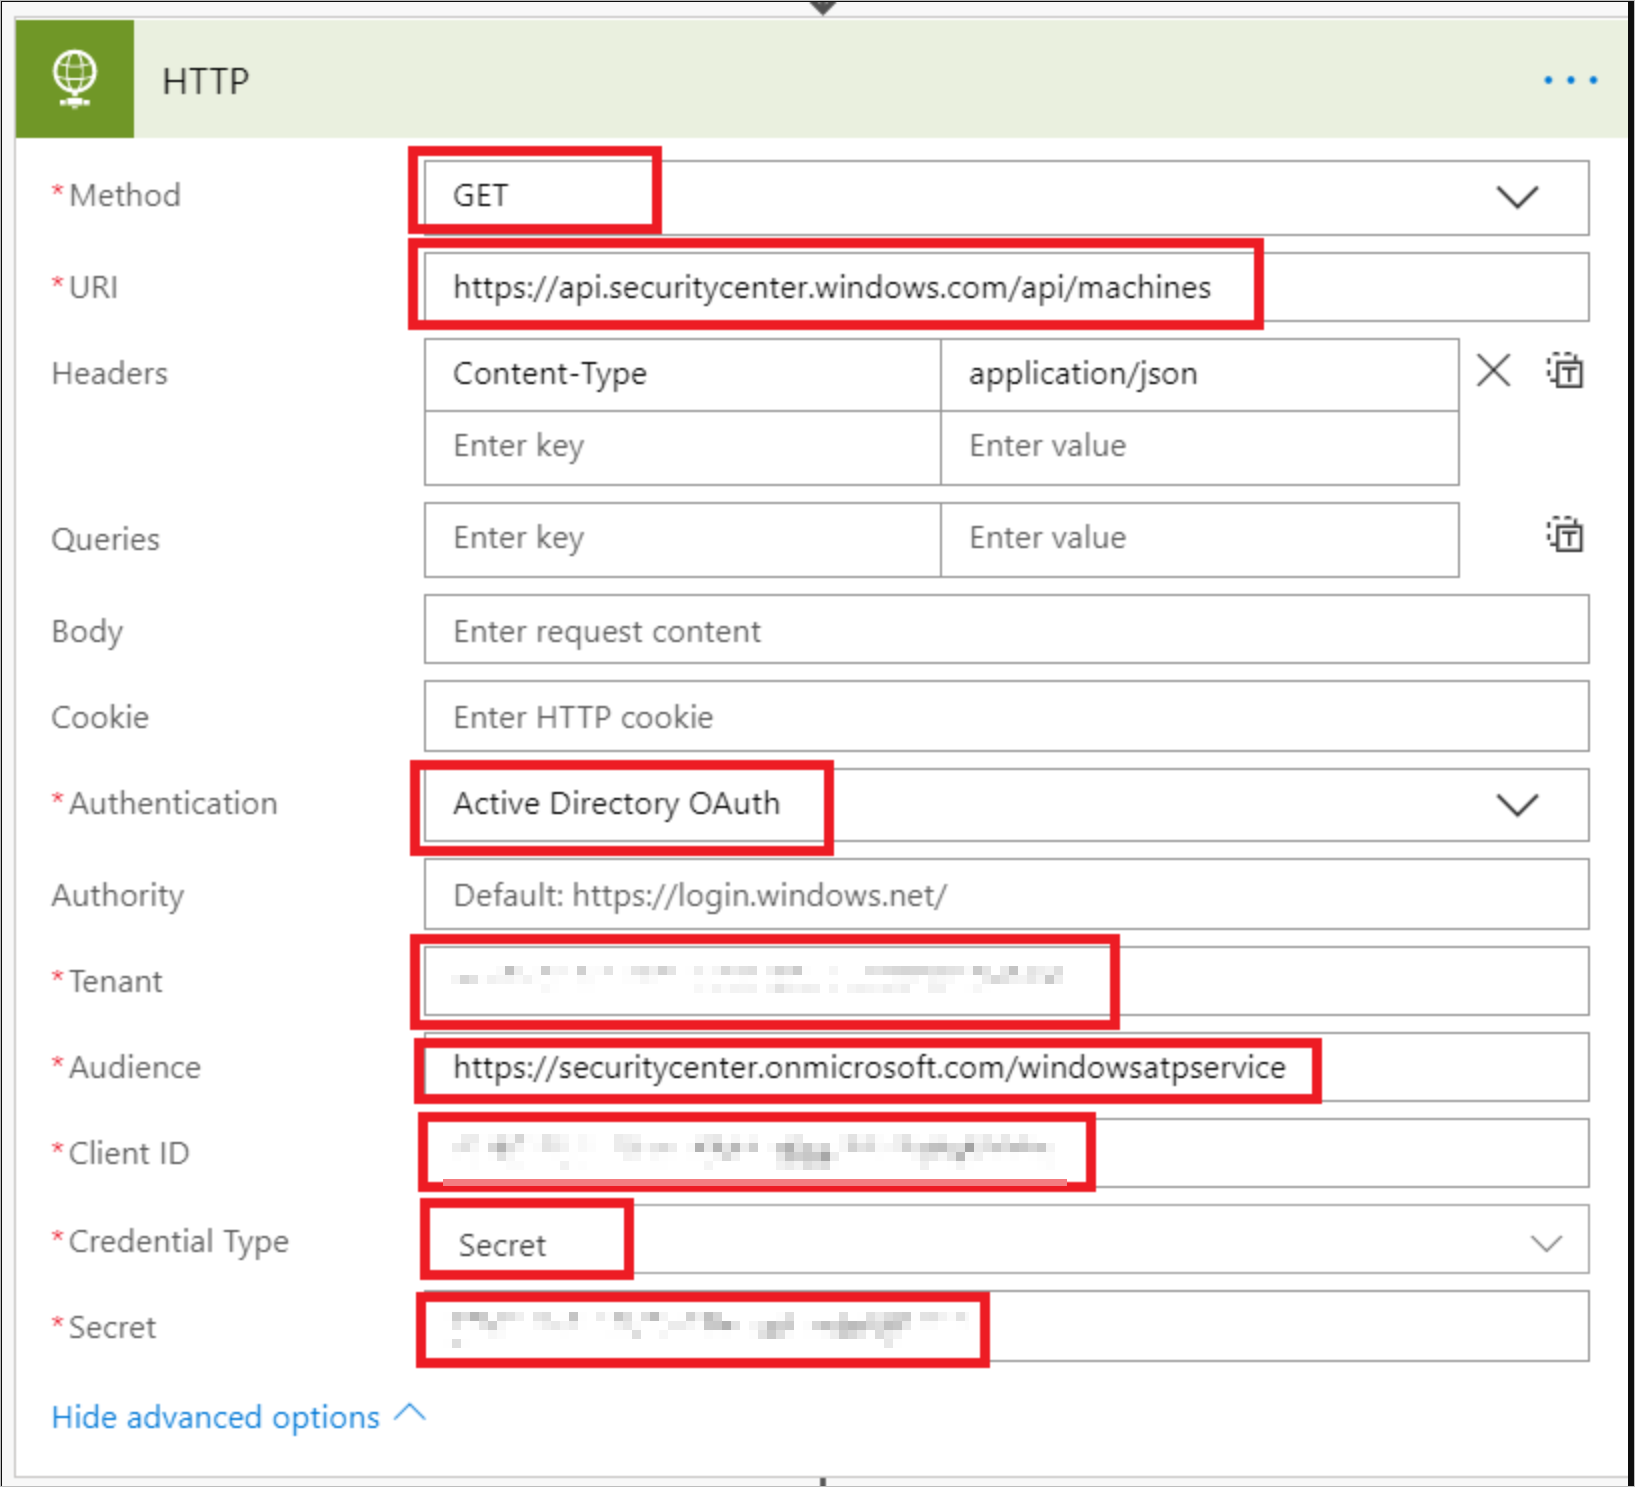 HTTP
* Method GET
* URI https://api.securitycenter.windows.com/api/machines
Headers Content-Type application/json
Enter key Enter value
Queries Enter key Enter value
Body Enter request content
Cookie Enter HTTP cookie
* Authentication Active Directory OAuth
Authority Default: https://login.windows.net/
* Tenant
* Audience https://securitycenter.onmicrosoft.com/windowsatpservice
* Client ID
* Credential Type Secret
* Secret
Hide advanced options